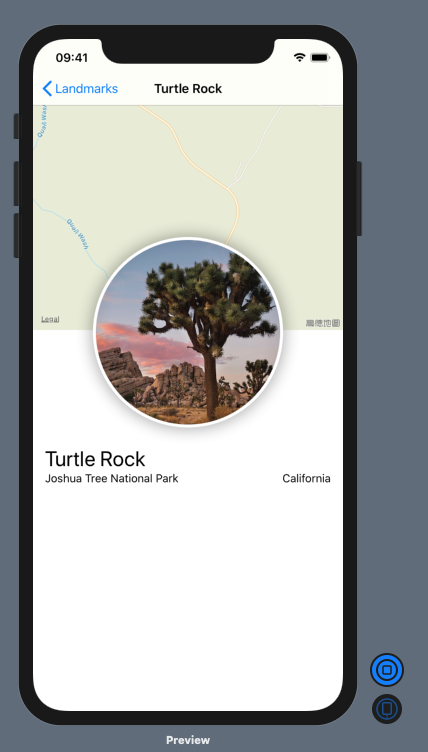 09:41
Landmarks
Turtle Rock
Quail Wash
Quail Wash
Legal
高德地图
Turtle Rock
Joshua Tree National Park
California
Preview